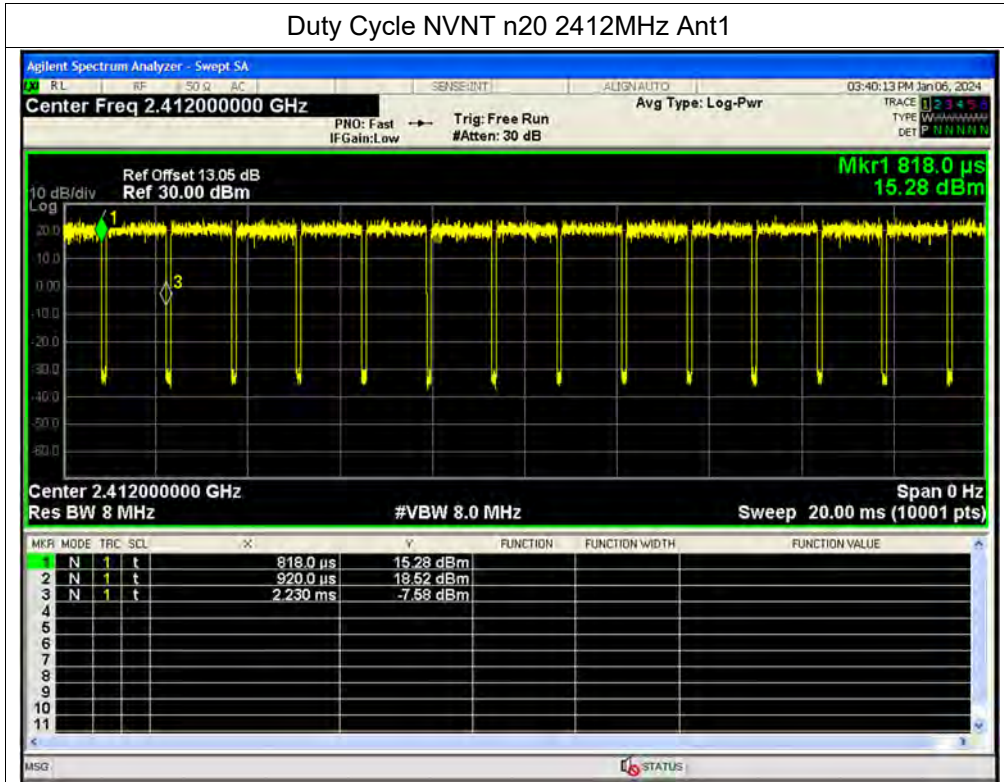 Duty Cycle NVNT n20 2412MHz Ant1
Agilent Spectrum Analyzer - Swept SA
LXI RL RF 50 Ω AC SENSE:INT ALIGNAUTO 03:40:13 PM Jan 06, 2024
Center Freq 2.412000000 GHz Avg Type: Log-Pwr TRACE 1 2 3 4 5 6
PNO: Fast Trig: Free Run TYPE W
IFGain:Low #Atten: 30 dB DET P N N N N N
Mkr1 818.0 µs
Ref Offset 13.05 dB 15.28 dBm
10 dB/div Ref 30.00 dBm
Log
1
20.0
10.0
3
0.00
-10.0
-20.0
-30.0
-40.0
-50.0
-60.0
Center 2.412000000 GHz Span 0 Hz
Res BW 8 MHz #VBW 8.0 MHz Sweep 20.00 ms (10001 pts)
MKR MODE TRC SCL X Y FUNCTION FUNCTION WIDTH FUNCTION VALUE
1 N 1 t 818.0 µs 15.28 dBm
2 N 1 t 920.0 µs 18.52 dBm
3 N 1 t 2.230 ms -7.58 dBm
4
5
6
7
8
9
10
11
MSG STATUS